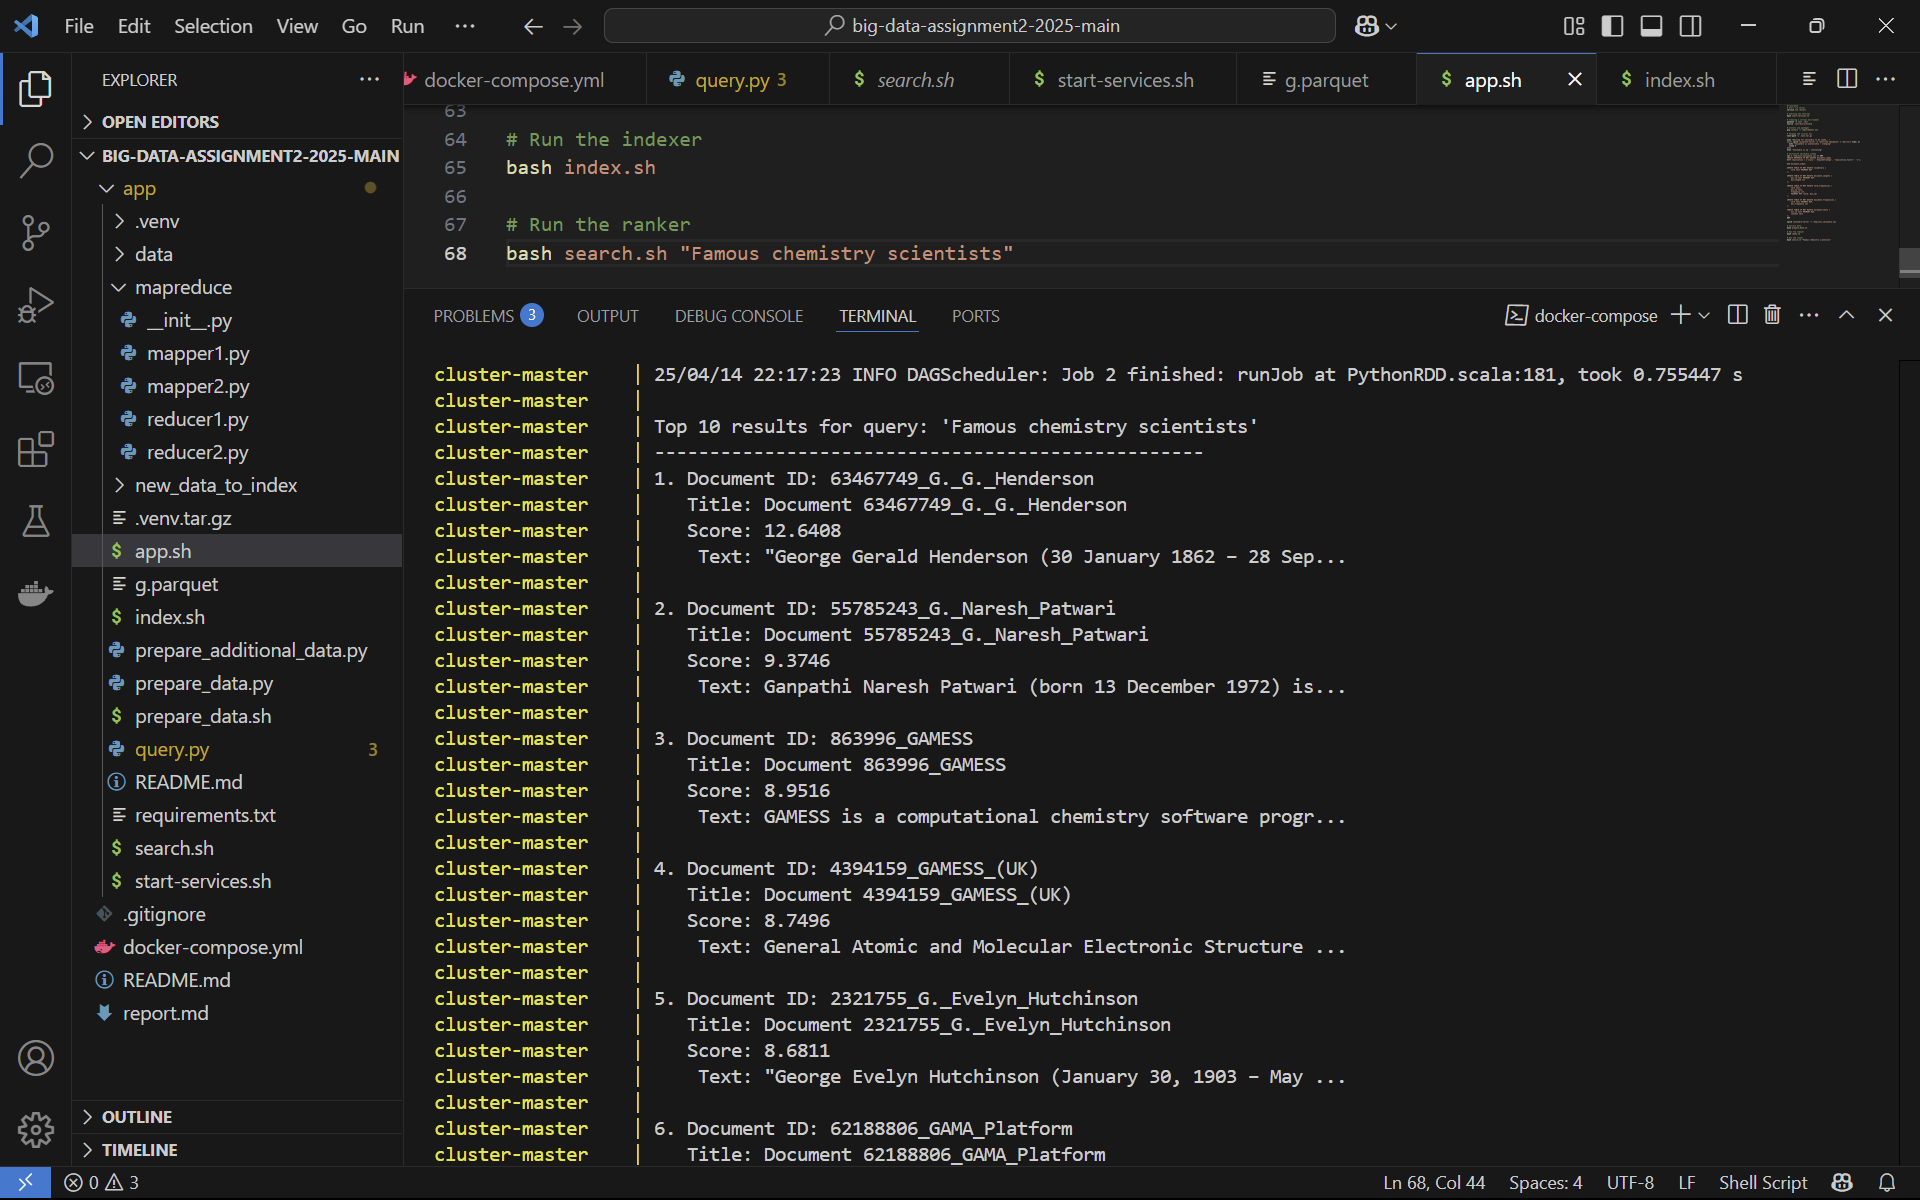 File Edit Selection View Go Run ··· big-data-assignment2-2025-main
EXPLORER ···
OPEN EDITORS
BIG-DATA-ASSIGNMENT2-2025-MAIN
app
.venv
data
mapreduce
__init__.py
mapper1.py
mapper2.py
reducer1.py
reducer2.py
new_data_to_index
.venv.tar.gz
$ app.sh
g.parquet
$ index.sh
prepare_additional_data.py
prepare_data.py
$ prepare_data.sh
query.py 3
README.md
requirements.txt
$ search.sh
$ start-services.sh
.gitignore
docker-compose.yml
README.md
report.md
OUTLINE
TIMELINE
docker-compose.yml query.py 3 $ search.sh $ start-services.sh g.parquet $ app.sh $ index.sh ···
63
64 # Run the indexer
65 bash index.sh
66
67 # Run the ranker
68 bash search.sh "Famous chemistry scientists"
PROBLEMS 3 OUTPUT DEBUG CONSOLE TERMINAL PORTS docker-compose ···
cluster-master | 25/04/14 22:17:23 INFO DAGScheduler: Job 2 finished: runJob at PythonRDD.scala:181, took 0.755447 s
cluster-master |
cluster-master | Top 10 results for query: 'Famous chemistry scientists'
cluster-master | --------------------------------------------------
cluster-master | 1. Document ID: 63467749_G._G._Henderson
cluster-master | Title: Document 63467749_G._G._Henderson
cluster-master | Score: 12.6408
cluster-master | Text: "George Gerald Henderson (30 January 1862 – 28 Sep...
cluster-master |
cluster-master | 2. Document ID: 55785243_G._Naresh_Patwari
cluster-master | Title: Document 55785243_G._Naresh_Patwari
cluster-master | Score: 9.3746
cluster-master | Text: Ganpathi Naresh Patwari (born 13 December 1972) is...
cluster-master |
cluster-master | 3. Document ID: 863996_GAMESS
cluster-master | Title: Document 863996_GAMESS
cluster-master | Score: 8.9516
cluster-master | Text: GAMESS is a computational chemistry software progr...
cluster-master |
cluster-master | 4. Document ID: 4394159_GAMESS_(UK)
cluster-master | Title: Document 4394159_GAMESS_(UK)
cluster-master | Score: 8.7496
cluster-master | Text: General Atomic and Molecular Electronic Structure ...
cluster-master |
cluster-master | 5. Document ID: 2321755_G._Evelyn_Hutchinson
cluster-master | Title: Document 2321755_G._Evelyn_Hutchinson
cluster-master | Score: 8.6811
cluster-master | Text: "George Evelyn Hutchinson (January 30, 1903 – May ...
cluster-master |
cluster-master | 6. Document ID: 62188806_GAMA_Platform
cluster-master | Title: Document 62188806_GAMA_Platform
0 3 Ln 68, Col 44 Spaces: 4 UTF-8 LF Shell Script